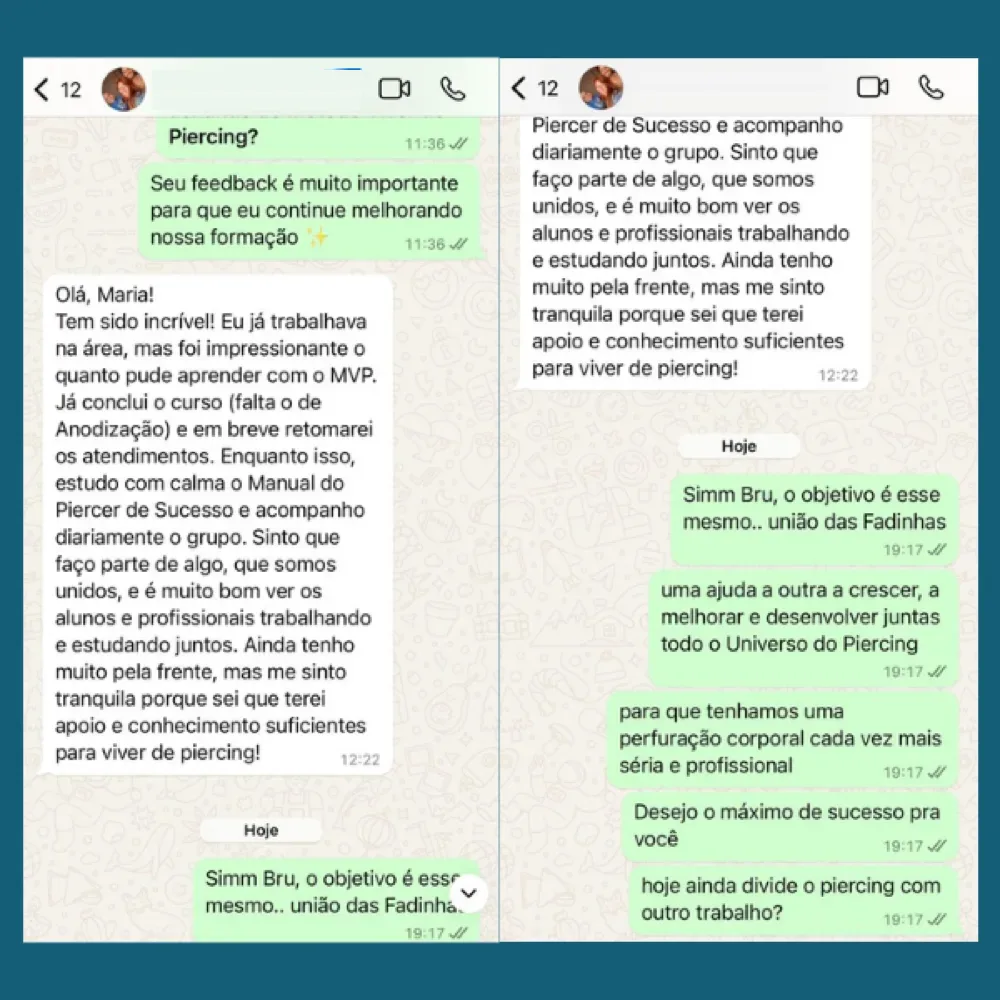 12
Piercing?
11:36
Seu feedback é muito importante
para que eu continue melhorando
nossa formação ✨
11:36
Olá, Maria!
Tem sido incrível! Eu já trabalhava
na área, mas foi impressionante o
quanto pude aprender com o MVP.
Já conclui o curso (falta o de
Anodização) e em breve retomarei
os atendimentos. Enquanto isso,
estudo com calma o Manual do
Piercer de Sucesso e acompanho
diariamente o grupo. Sinto que
faço parte de algo, que somos
unidos, e é muito bom ver os
alunos e profissionais trabalhando
e estudando juntos. Ainda tenho
muito pela frente, mas me sinto
tranquila porque sei que terei
apoio e conhecimento suficientes
para viver de piercing!
12:22
Hoje
Simm Bru, o objetivo é esse
mesmo.. união das Fadinha
19:17
12
Piercer de Sucesso e acompanho
diariamente o grupo. Sinto que
faço parte de algo, que somos
unidos, e é muito bom ver os
alunos e profissionais trabalhando
e estudando juntos. Ainda tenho
muito pela frente, mas me sinto
tranquila porque sei que terei
apoio e conhecimento suficientes
para viver de piercing!
12:22
Hoje
Simm Bru, o objetivo é esse
mesmo.. união das Fadinhas
19:17
uma ajuda a outra a crescer, a
melhorar e desenvolver juntas
todo o Universo do Piercing
19:17
para que tenhamos uma
perfuração corporal cada vez mais
séria e profissional
19:17
Desejo o máximo de sucesso pra
você
19:17
hoje ainda divide o piercing com
outro trabalho?
19:17